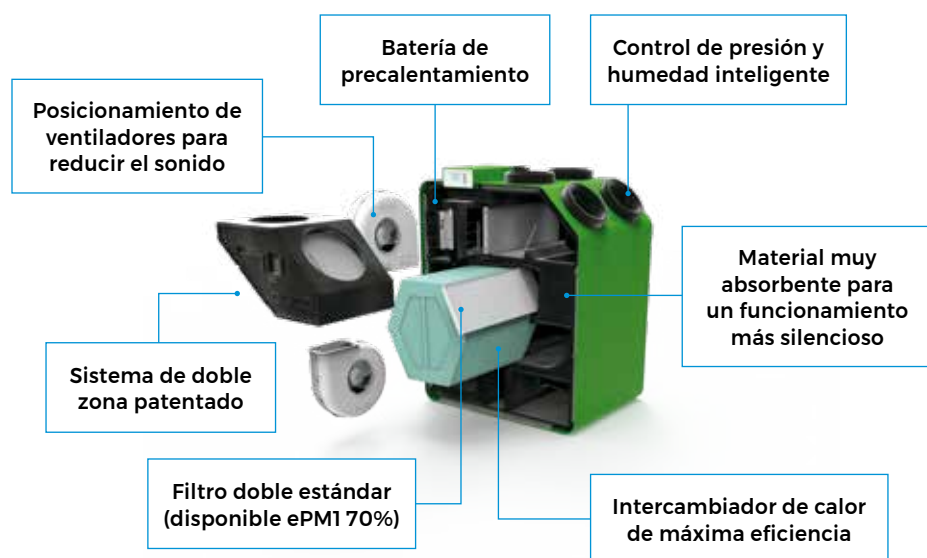 Batería de
precalentamiento
Control de presión y
humedad inteligente
Posicionamiento de
ventiladores para
reducir el sonido
Material muy
absorbente para
un funcionamiento
más silencioso
Sistema de doble
zona patentado
Filtro doble estándar
(disponible ePM1 70%)
Intercambiador de calor
de máxima eficiencia